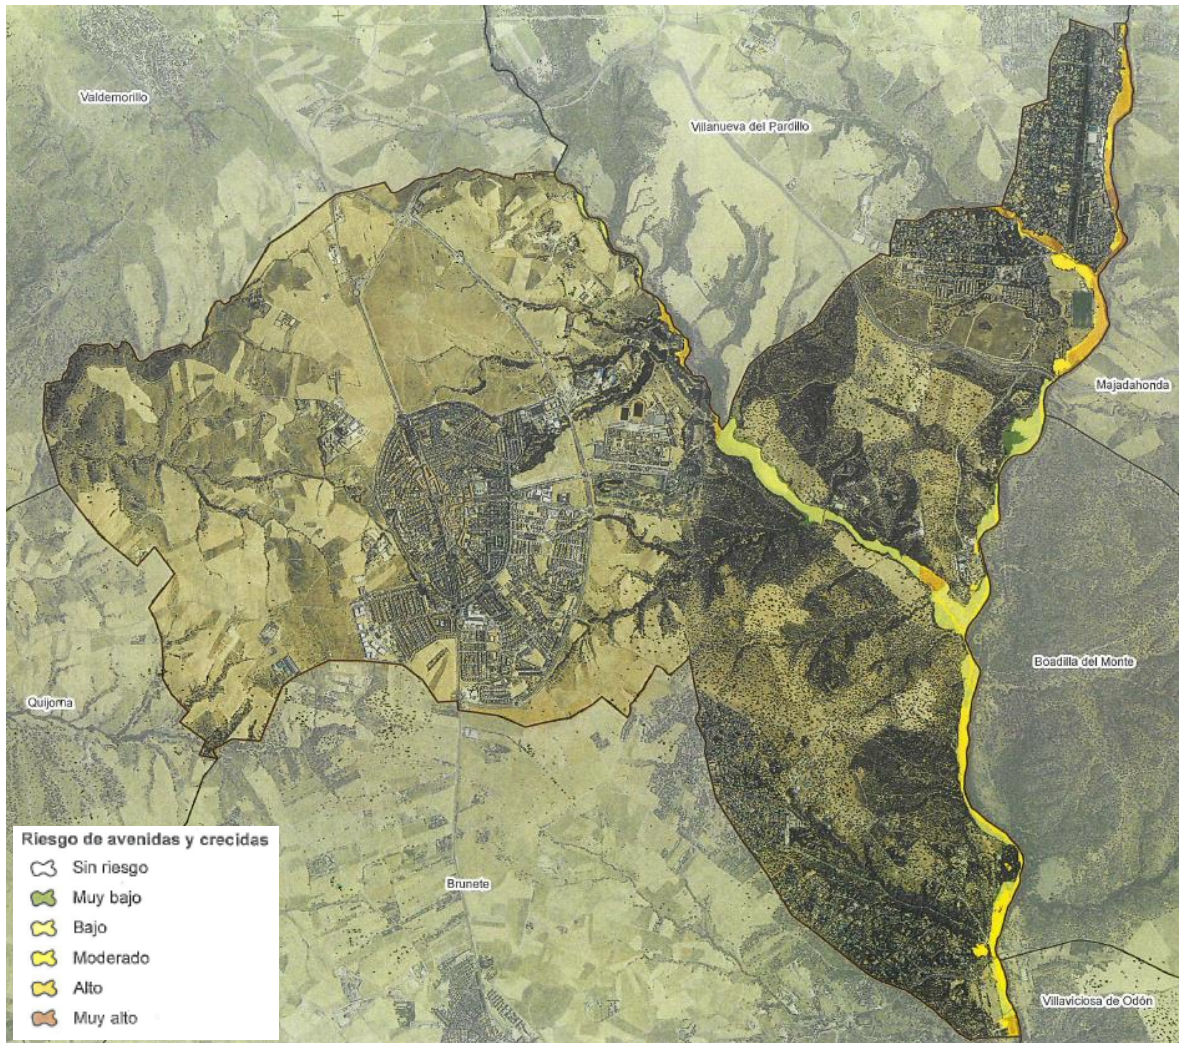 Valdemorillo
Villanueva del Pardillo
Majadahonda
Boadilla del Monte
Quijorna
Brunete
Villaviciosa de Odón
Riesgo de avenidas y crecidas
Sin riesgo
Muy bajo
Bajo
Moderado
Alto
Muy alto